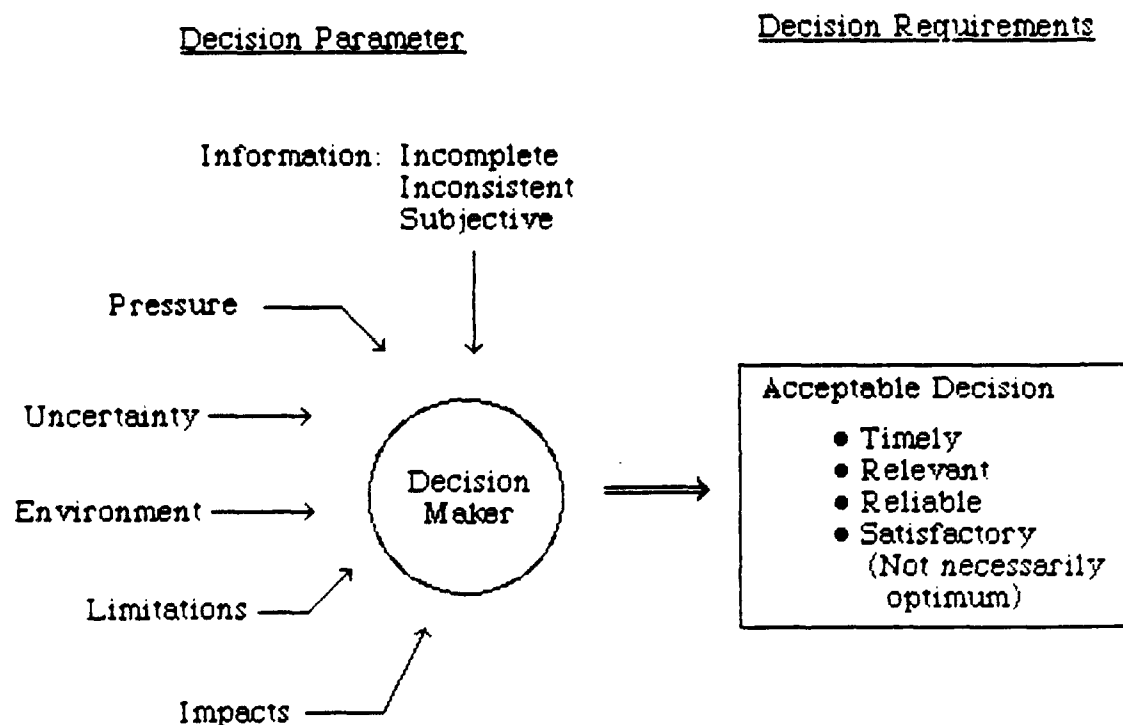 Decision Parameter
Decision Requirements
Information: Incomplete
Inconsistent
Subjective
Pressure
Uncertainty
Environment
Limitations
Impacts
Decision
Maker
Acceptable Decision
• Timely
• Relevant
• Reliable
• Satisfactory
(Not necessarily
optimum)